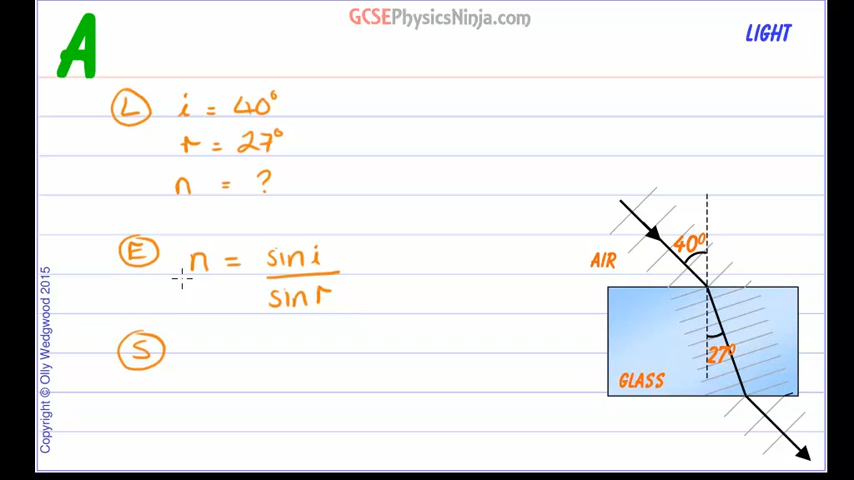 GCSEPhysicsNinja.com
LIGHT
A
L i = 40°
r = 27°
n = ?
E n = sin i
sin r
S
40°
AIR
27°
GLASS
Copyright © Olly Wedgwood 2015